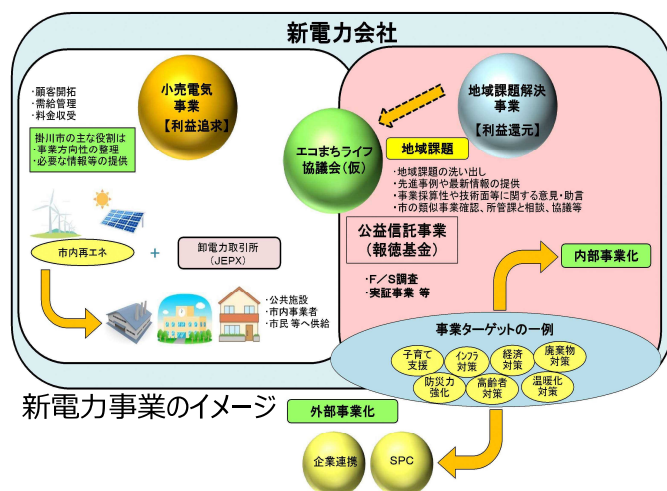 新電力会社
・顧客開拓
・需給管理
・料金収受
小売電気
事業
【利益追求】
掛川市の主な役割は
・事業方向性の整理
・必要な情報等の提供
市内再エネ
+
卸電力取引所
(JEPX)
・公共施設
・市内事業者
・市民 等へ供給
エコまちライフ
協議会(仮)
地域課題解決
事業
【利益還元】
地域課題
・地域課題の洗い出し
・先進事例や最新情報の提供
・事業採算性や技術面等に関する意見・助言
・市の類似事業確認、所管課と相談、協議等
公益信託事業
(報徳基金)
・F/S調査
・実証事業 等
内部事業化
事業ターゲットの一例
子育て
支援
インフラ
対策
経済
対策
廃棄物
対策
防災力
強化
高齢者
対策
温暖化
対策
新電力事業のイメージ
外部事業化
企業連携
SPC